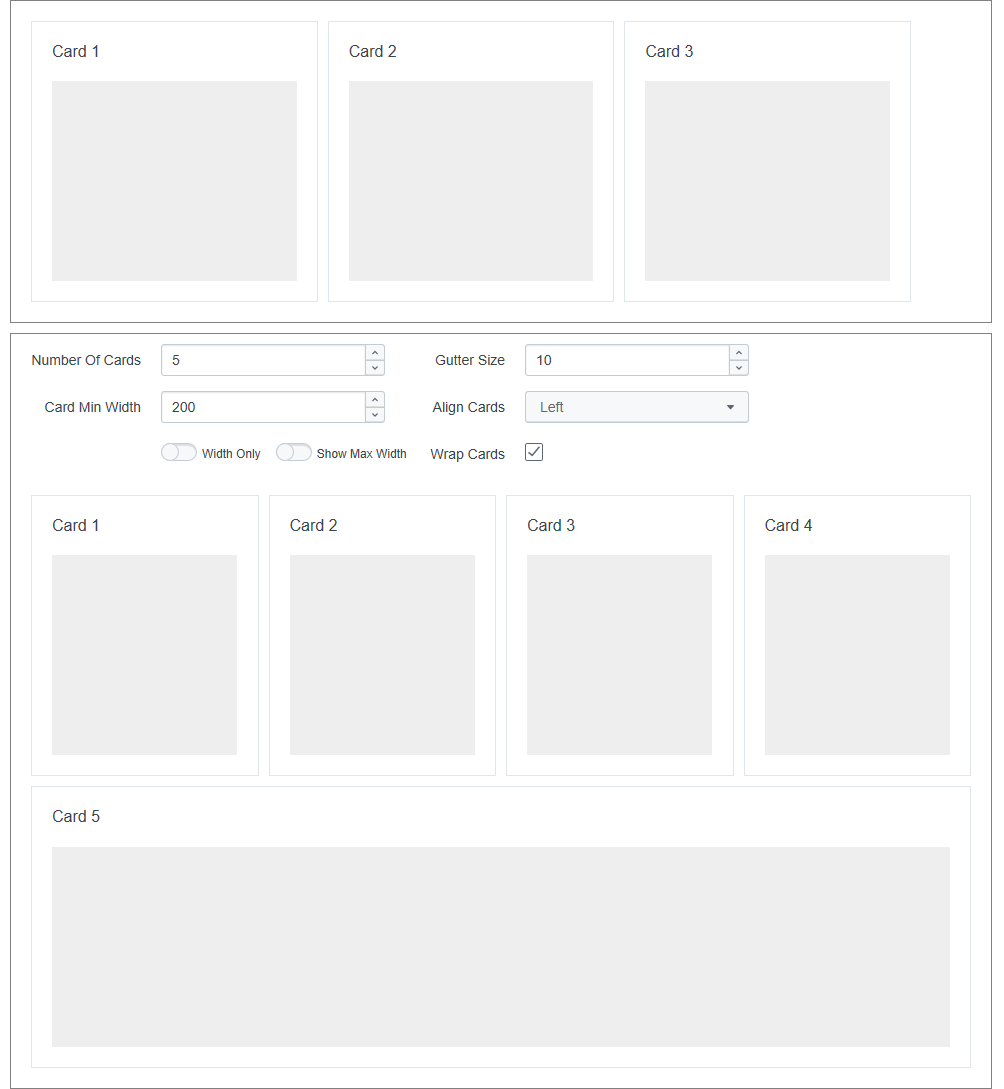 Card 1 Card 2 Card 3
Number Of Cards 5 Gutter Size 10
Card Min Width 200 Align Cards Left
Width Only Show Max Width Wrap Cards
Card 1 Card 2 Card 3 Card 4
Card 5